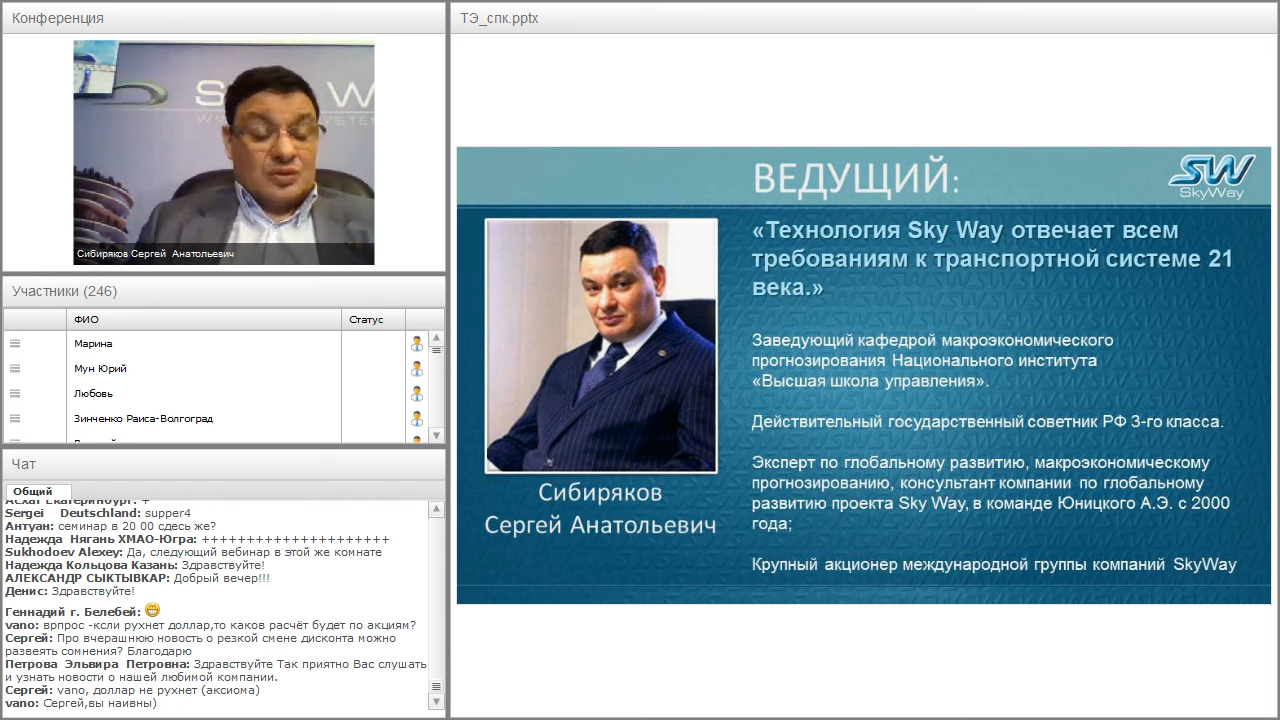 Конференция
Сибиряков Сергей Анатольевич
Участники (246)
ФИО Статус
Марина
Мун Юрий
Любовь
Зинченко Раиса-Волгоград
Чат
Общий
Асхат Екатеринбург: +
Sergei Deutschland: supper4
Антуан: семинар в 20 00 сдесь же?
Надежда Нягань ХМАО-Югра: +++++++++++++++++++++
Sukhodoev Alexey: Да, следующий вебинар в этой же комнате
Надежда Кольцова Казань: Здравствуйте!
АЛЕКСАНДР СЫКТЫВКАР: Добрый вечер!!!
Денис: Здравствуйте!
Геннадий г. Белебей:
vano: врпрос -ксли рухнет доллар,то каков расчёт будет по акциям?
Сергей: Про вчерашнюю новость о резкой смене дисконта можно
развеять сомнения? Благодарю
Петрова Эльвира Петровна: Здравствуйте Так приятно Вас слушать
и узнать новости о нашей любимой компании.
Сергей: vano, доллар не рухнет (аксиома)
vano: Сергей,вы наивны)
ТЭ_спк.pptx
ВЕДУЩИЙ:
SW
SkyWay
«Технология Sky Way отвечает всем
требованиям к транспортной системе 21
века.»
Заведующий кафедрой макроэкономического
прогнозирования Национального института
«Высшая школа управления».
Действительный государственный советник РФ 3-го класса.
Эксперт по глобальному развитию, макроэкономическому
прогнозированию, консультант компании по глобальному
развитию проекта Sky Way, в команде Юницкого А.Э. с 2000
года;
Крупный акционер международной группы компаний SkyWay
Сибиряков
Сергей Анатольевич